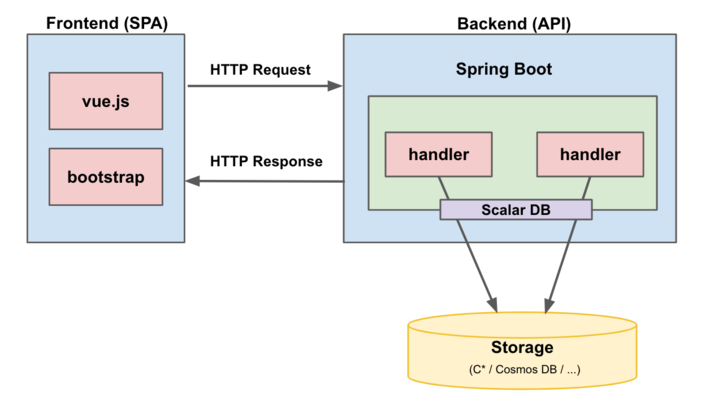 Frontend (SPA)
Backend (API)
HTTP Request
Spring Boot
vue.js
handler
handler
HTTP Response
bootstrap
Scalar DB
Storage
(C* / Cosmos DB / ...)